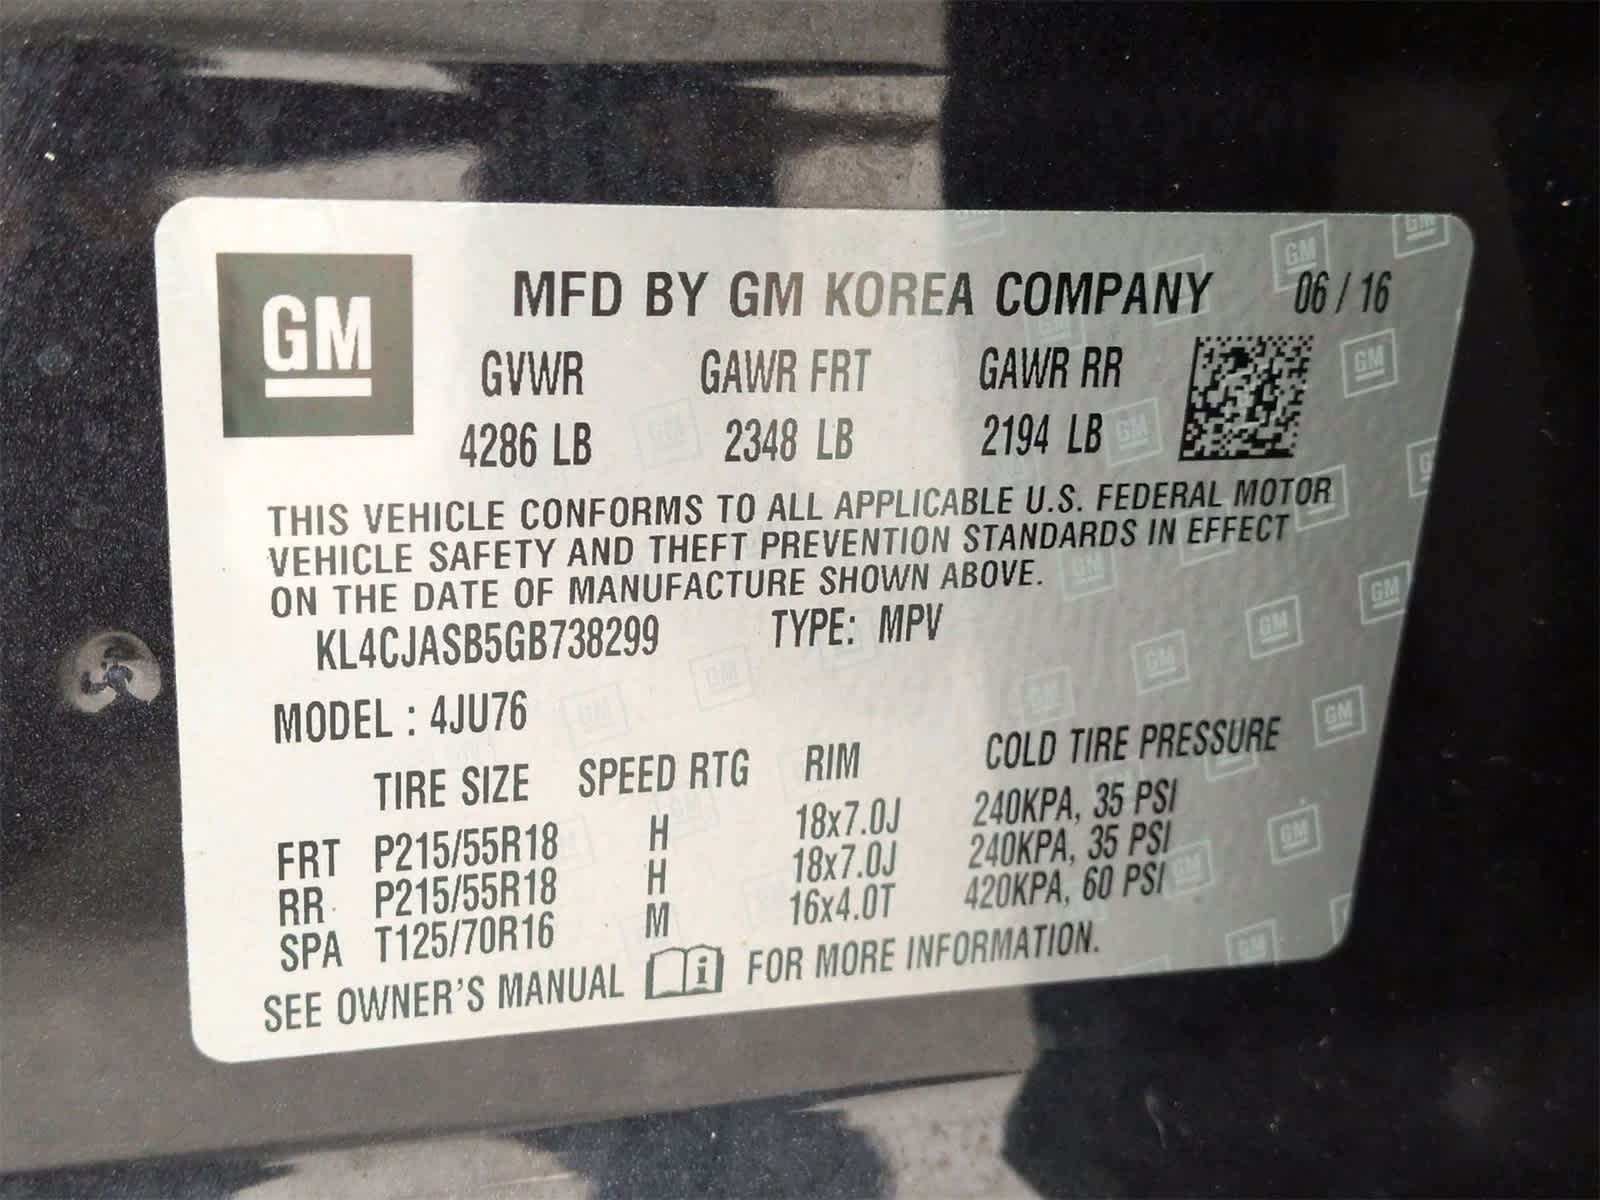 GM
MFD BY GM KOREA COMPANY 06 / 16
GVWR GAWR FRT GAWR RR
4286 LB 2348 LB 2194 LB
THIS VEHICLE CONFORMS TO ALL APPLICABLE U.S. FEDERAL MOTOR
VEHICLE SAFETY AND THEFT PREVENTION STANDARDS IN EFFECT
ON THE DATE OF MANUFACTURE SHOWN ABOVE.
KL4CJASB5GB738299 TYPE: MPV
MODEL : 4JU76
TIRE SIZE SPEED RTG RIM COLD TIRE PRESSURE
FRT P215/55R18 H 18x7.0J 240KPA, 35 PSI
RR P215/55R18 H 18x7.0J 240KPA, 35 PSI
SPA T125/70R16 M 16x4.0T 420KPA, 60 PSI
SEE OWNER'S MANUAL i FOR MORE INFORMATION.